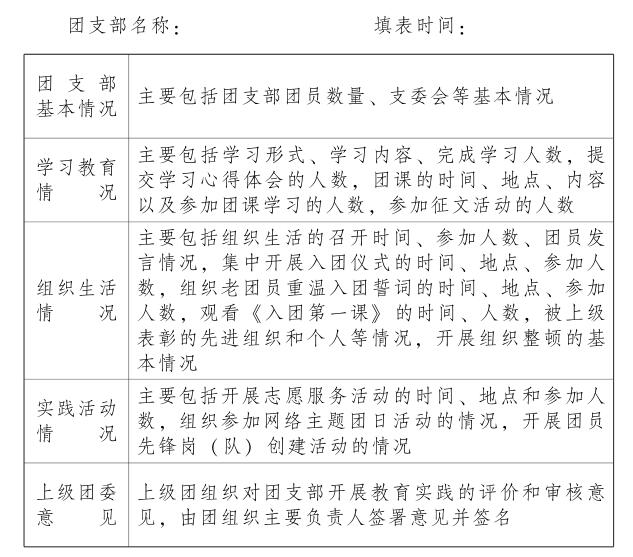 团支部名称： 填表时间：
团支部
基本情况
主要包括团支部团员数量、支委会等基本情况
学习教育
情况
主要包括学习形式、学习内容、完成学习人数，提
交学习心得体会的人数，团课的时间、地点、内容
以及参加团课学习的人数，参加征文活动的人数
组织生活
情况
主要包括组织生活的召开时间、参加人数、团员发
言情况，集中开展入团仪式的时间、地点、参加人
数，组织老团员重温入团誓词的时间、地点、参加
人数，观看《入团第一课》的时间、人数，被上级
表彰的先进组织和个人等情况，开展组织整顿的基
本情况
实践活动
情况
主要包括开展志愿服务活动的时间、地点和参加人
数，组织参加网络主题团日活动的情况，开展团员
先锋岗（队）创建活动的情况
上级团委
意见
上级团组织对团支部开展教育实践的评价和审核意
见，由团组织主要负责人签署意见并签名